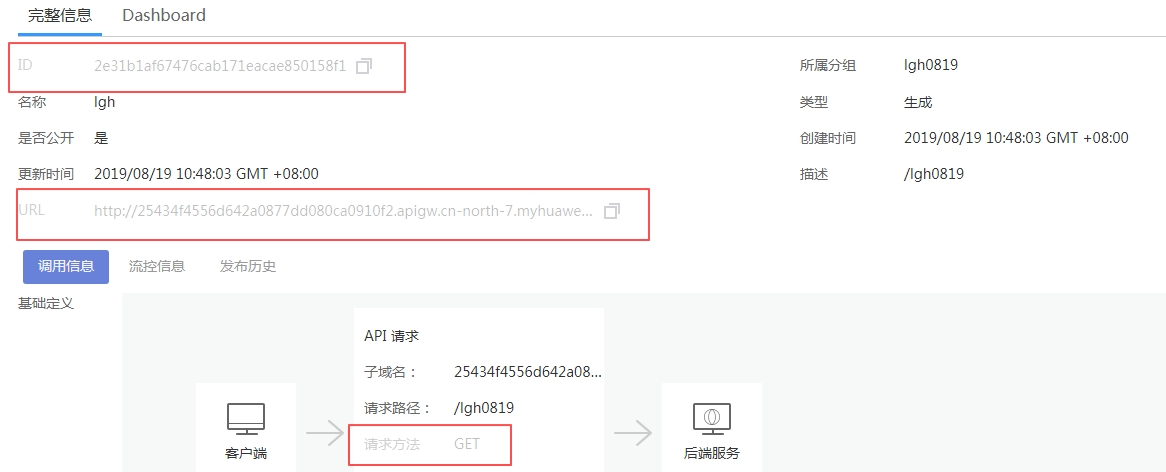 完整信息 Dashboard
ID 2e31b1af67476cab171eacae850158f1
所属分组 lgh0819
名称 lgh
类型 生成
是否公开 是
创建时间 2019/08/19 10:48:03 GMT +08:00
更新时间 2019/08/19 10:48:03 GMT +08:00
描述 /lgh0819
URL http://25434f4556d642a0877dd080ca0910f2.apigw.cn-north-7.myhuawe...
调用信息 流控信息 发布历史
基础定义
API 请求
子域名： 25434f4556d642a08...
请求路径： /lgh0819
请求方法 GET
客户端
后端服务